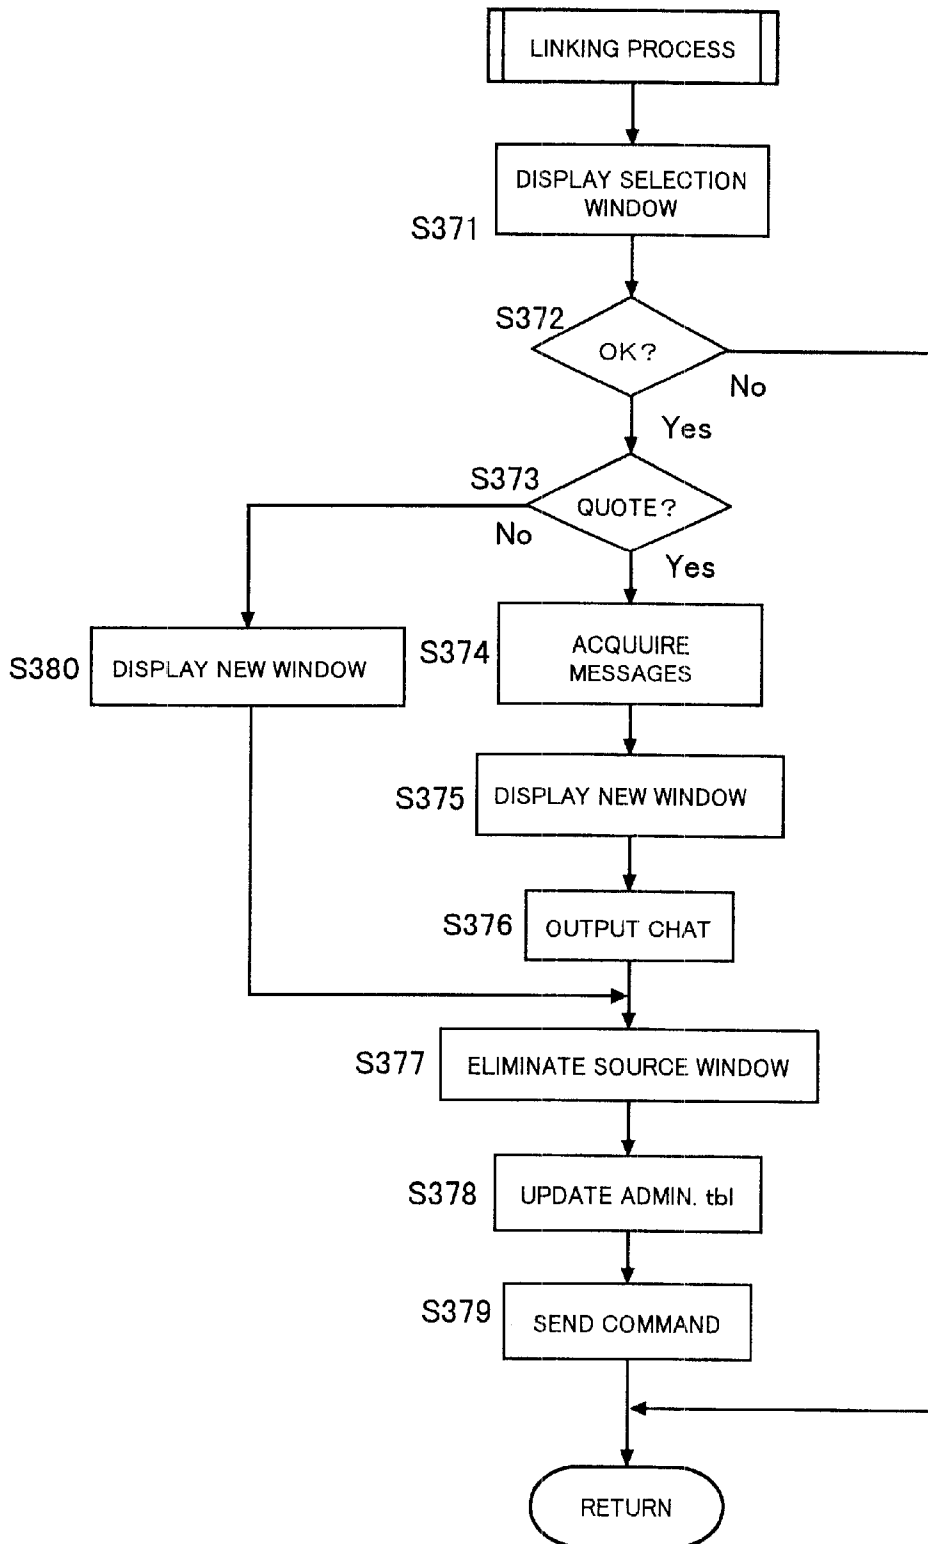 LINKING PROCESS
DISPLAY SELECTION
WINDOW
S371
S372
OK?
No
Yes
S373
QUOTE?
No
Yes
S374
ACQUUIRE
MESSAGES
S380
DISPLAY NEW WINDOW
S375
DISPLAY NEW WINDOW
S376
OUTPUT CHAT
S377
ELIMINATE SOURCE WINDOW
S378
UPDATE ADMIN. tbl
S379
SEND COMMAND
RETURN